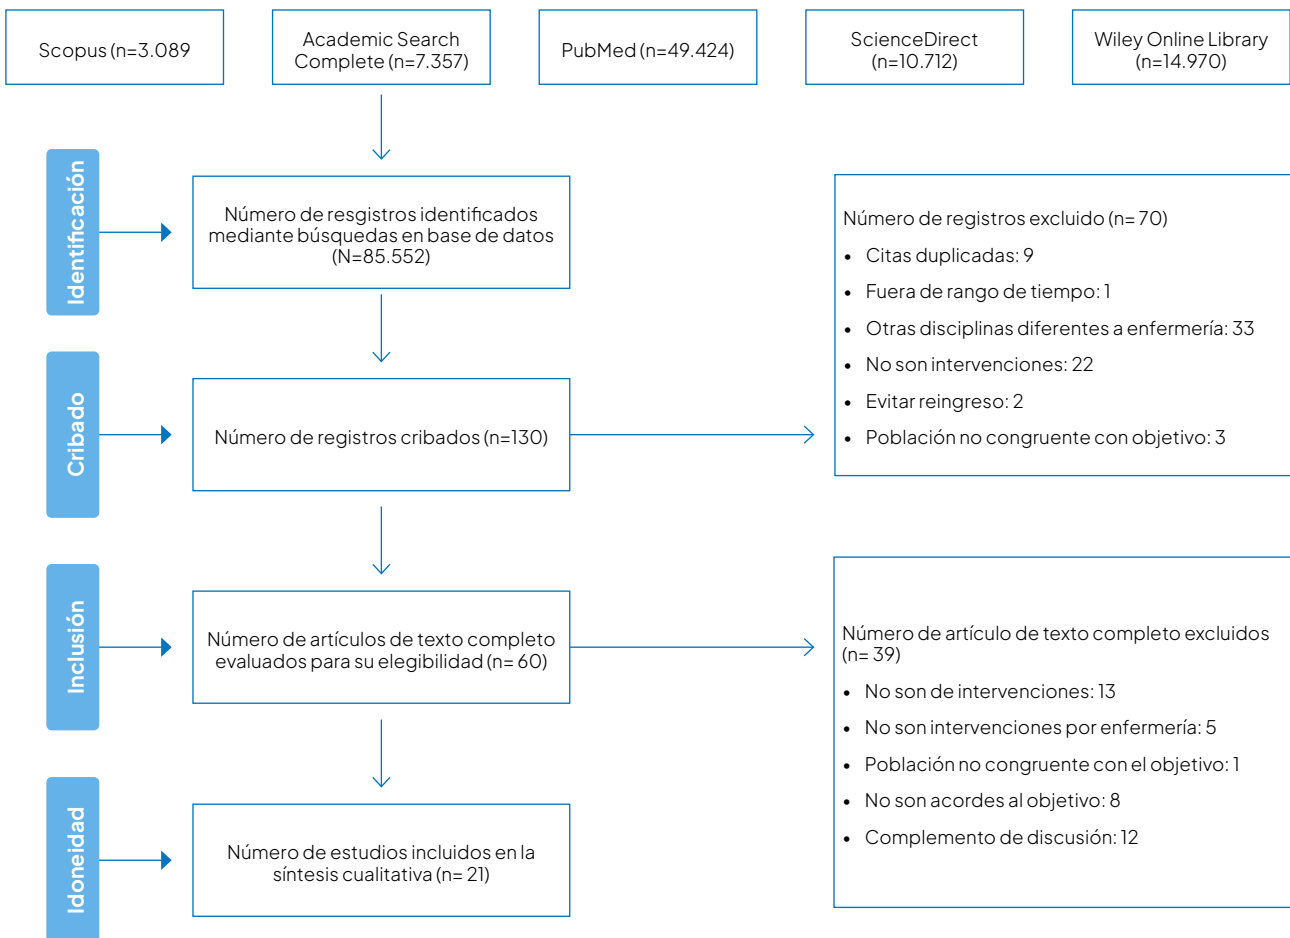 Scopus (n=3.089
Academic Search
Complete (n=7.357)
PubMed (n=49.424)
ScienceDirect
(n=10.712)
Wiley Online Library
(n=14.970)
Identificación
Número de resgistros identificados
mediante búsquedas en base de datos
(N=85.552)
Número de registros excluido (n= 70)
• Citas duplicadas: 9
• Fuera de rango de tiempo: 1
• Otras disciplinas diferentes a enfermería: 33
• No son intervenciones: 22
• Evitar reingreso: 2
• Población no congruente con objetivo: 3
Cribado
Número de registros cribados (n=130)
Inclusión
Número de artículos de texto completo
evaluados para su elegibilidad (n= 60)
Número de artículo de texto completo excluidos
(n= 39)
• No son de intervenciones: 13
• No son intervenciones por enfermería: 5
• Población no congruente con el objetivo: 1
• No son acordes al objetivo: 8
• Complemento de discusión: 12
Idoneidad
Número de estudios incluidos en la
síntesis cualitativa (n= 21)